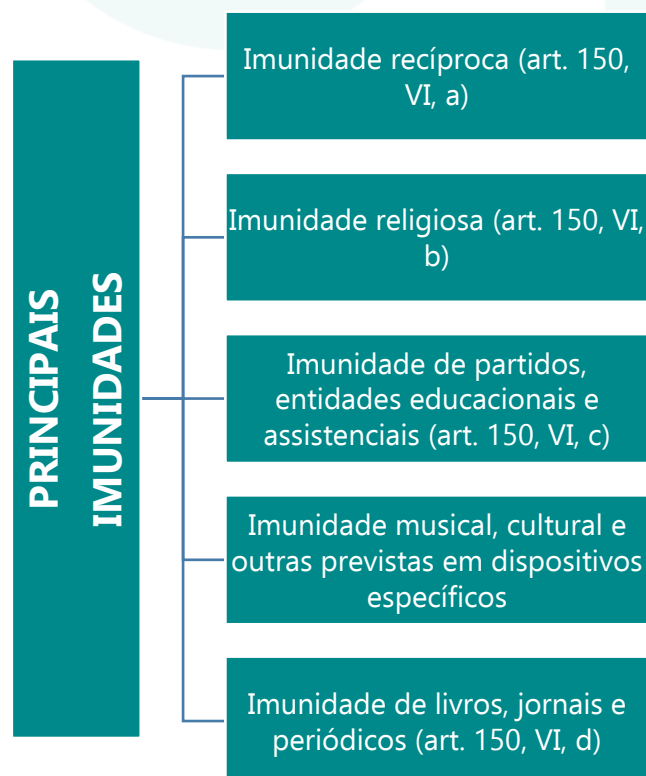 PRINCIPAIS
IMUNIDADES
Imunidade recíproca (art. 150,
VI, a)
Imunidade religiosa (art. 150, VI,
b)
Imunidade de partidos,
entidades educacionais e
assistenciais (art. 150, VI, c)
Imunidade musical, cultural e
outras previstas em dispositivos
específicos
Imunidade de livros, jornais e
periódicos (art. 150, VI, d)